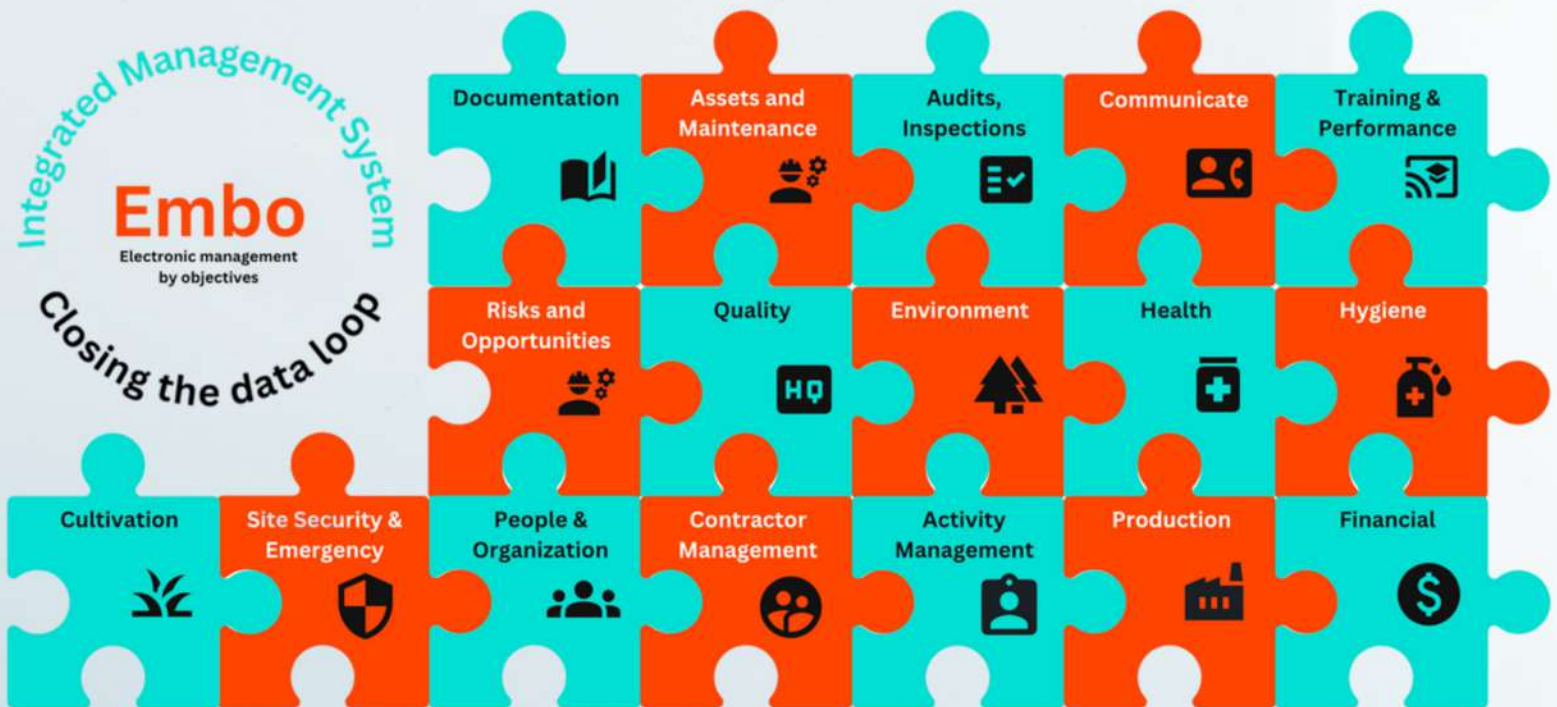 Integrated Management System
Embo
Electronic management
by objectives
Closing the data loop
Documentation
Assets and
Maintenance
Audits,
Inspections
Communicate
Training &
Performance
Risks and
Opportunities
Quality
HQ
Environment
Health
Hygiene
Cultivation
Site Security &
Emergency
People &
Organization
Contractor
Management
Activity
Management
Production
Financial
$